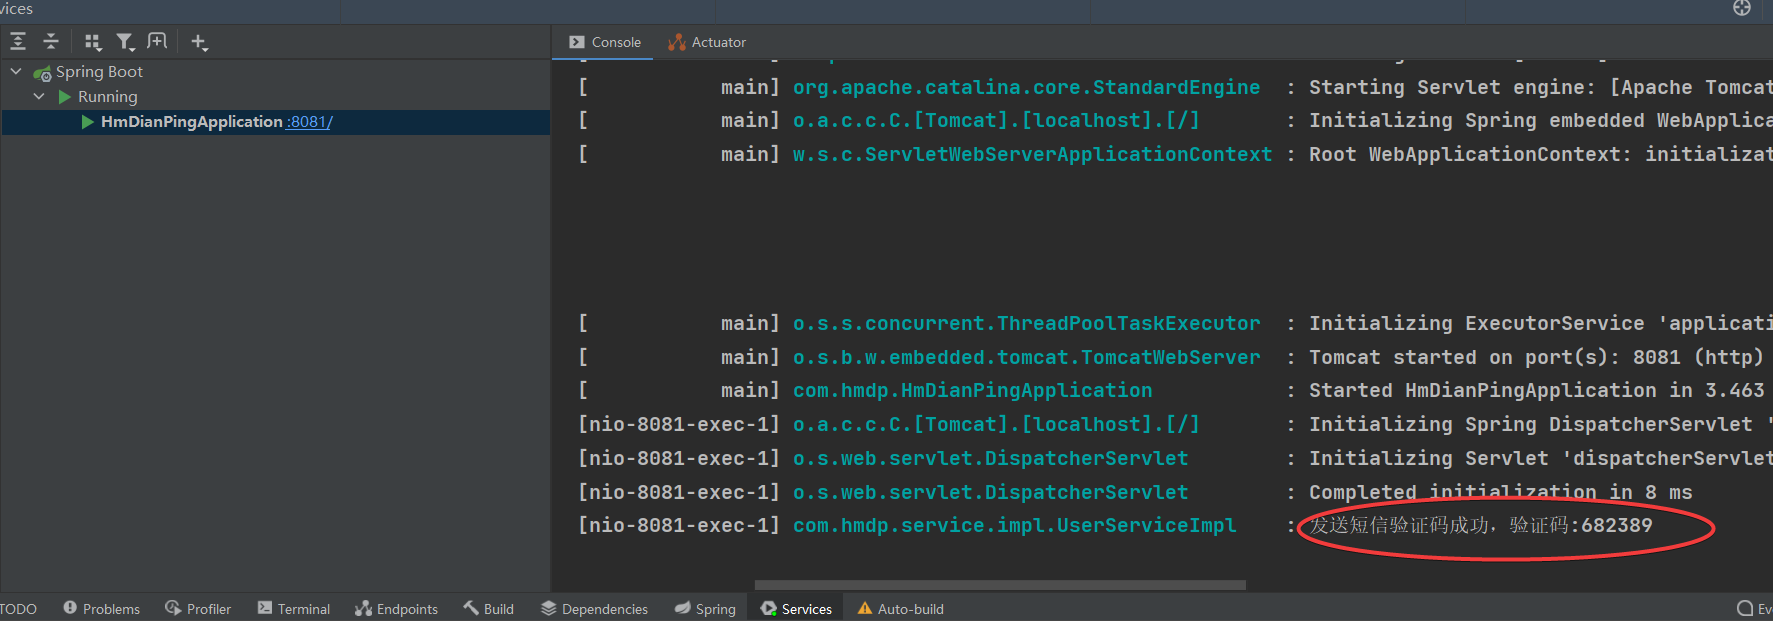 vices
Console
Actuator
Spring Boot
Running
HmDianPingApplication :8081/
[ main] org.apache.catalina.core.StandardEngine : Starting Servlet engine: [Apache Tomcat
[ main] o.a.c.c.C.[Tomcat].[localhost].[/] : Initializing Spring embedded WebApplica
[ main] w.s.c.ServletWebServerApplicationContext : Root WebApplicationContext: initializat
[ main] o.s.s.concurrent.ThreadPoolTaskExecutor : Initializing ExecutorService 'applicati
[ main] o.s.b.w.embedded.tomcat.TomcatWebServer : Tomcat started on port(s): 8081 (http)
[ main] com.hmdp.HmDianPingApplication : Started HmDianPingApplication in 3.463
[nio-8081-exec-1] o.a.c.c.C.[Tomcat].[localhost].[/] : Initializing Spring DispatcherServlet '
[nio-8081-exec-1] o.s.web.servlet.DispatcherServlet : Initializing Servlet 'dispatcherServlet
[nio-8081-exec-1] o.s.web.servlet.DispatcherServlet : Completed initialization in 8 ms
[nio-8081-exec-1] com.hmdp.service.impl.UserServiceImpl : 发送短信验证码成功，验证码:682389
TODO
Problems
Profiler
Terminal
Endpoints
Build
Dependencies
Spring
Services
Auto-build
Eve